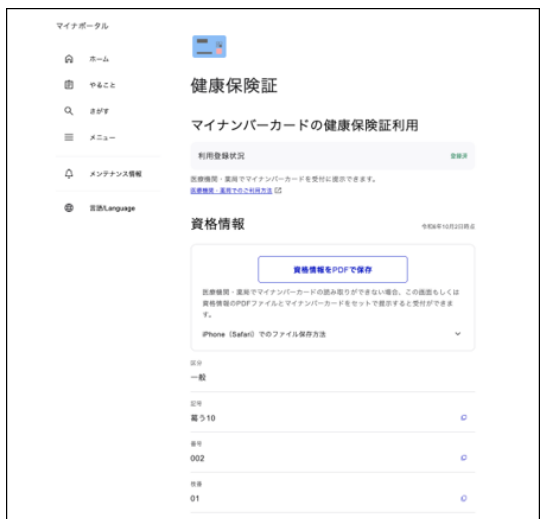 マイナポータル
ホーム
やること
さがす
メニュー
メンテナンス情報
言語/Language
健康保険証
マイナンバーカードの健康保険証利用
利用登録状況 登録済
医療機関・薬局でマイナンバーカードを受付に提示できます。
医療機関・薬局でのご利用方法
資格情報 令和6年10月2日時点
資格情報をPDFで保存
医療機関・薬局でマイナンバーカードの読み取りができない場合、この画面もしくは
資格情報のPDFファイルとマイナンバーカードをセットで提示すると受付ができま
す。
iPhone（Safari）でのファイル保存方法
区分
一般
記号
葛う10
番号
002
枝番
01